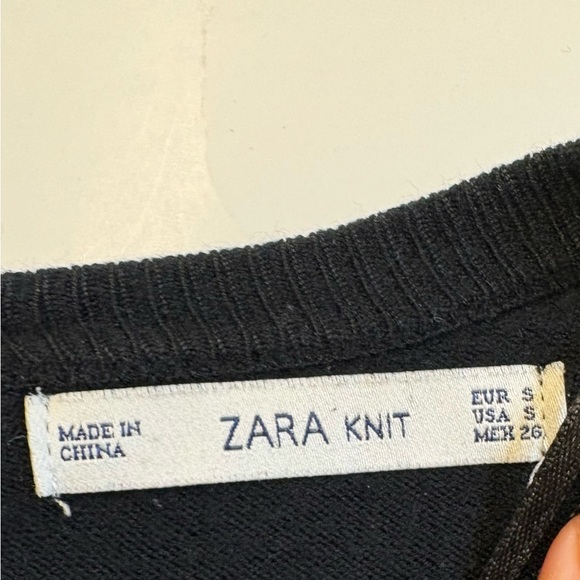 MADE IN
CHINA
ZARA KNIT
EUR S
USA S
MEX 26